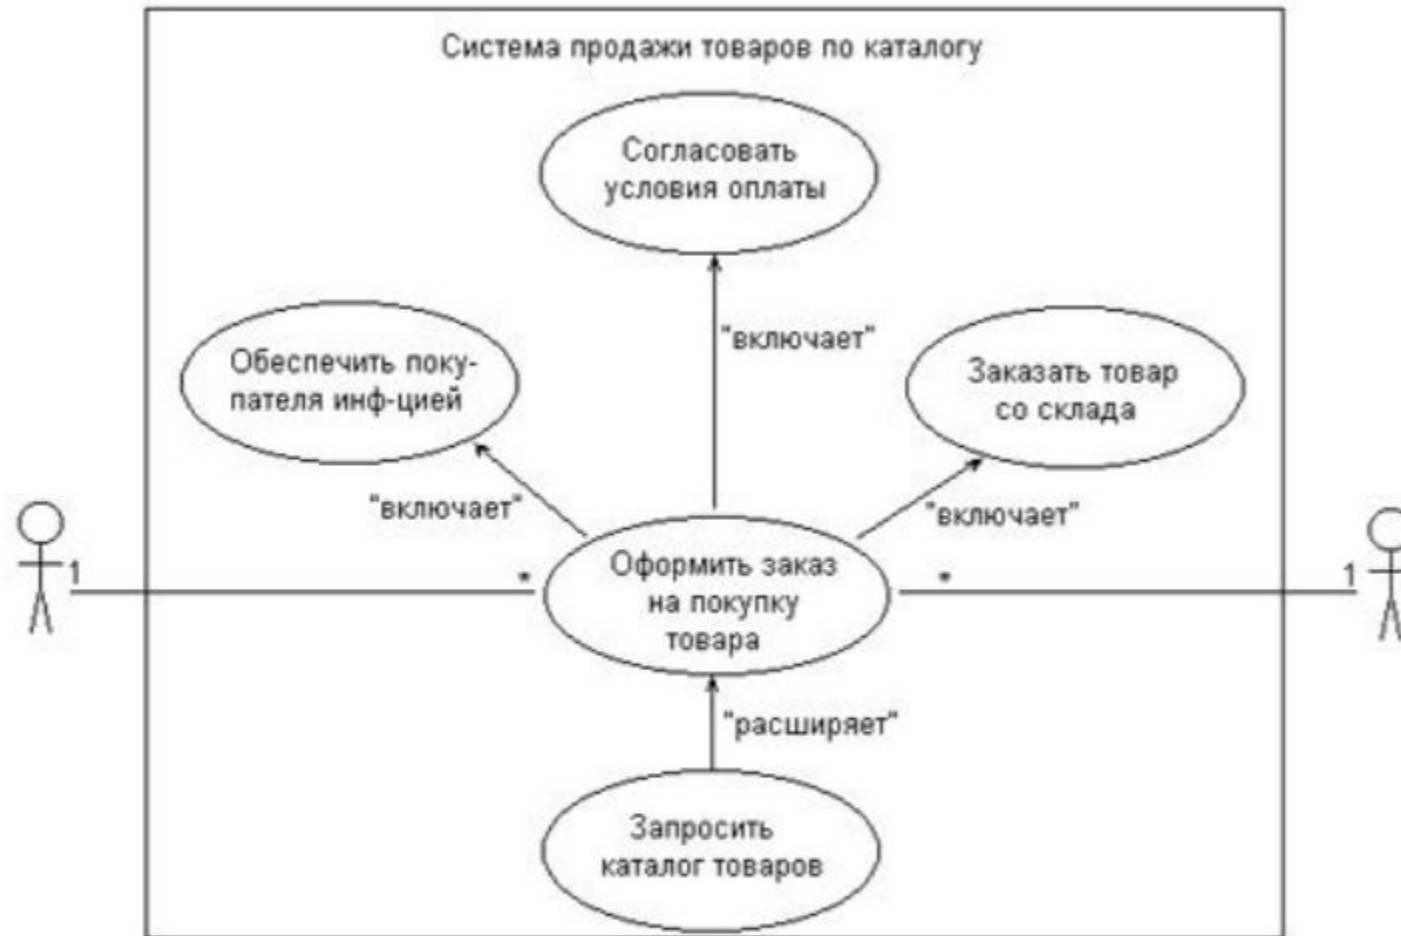 Система продажи товаров по каталогу
Согласовать
условия оплаты
"включает"
Обеспечить поку-
пателя инф-цией
Заказать товар
со склада
"включает"
"включает"
1
*
Оформить заказ
на покупку
товара
*
1
"расширяет"
Запросить
каталог товаров